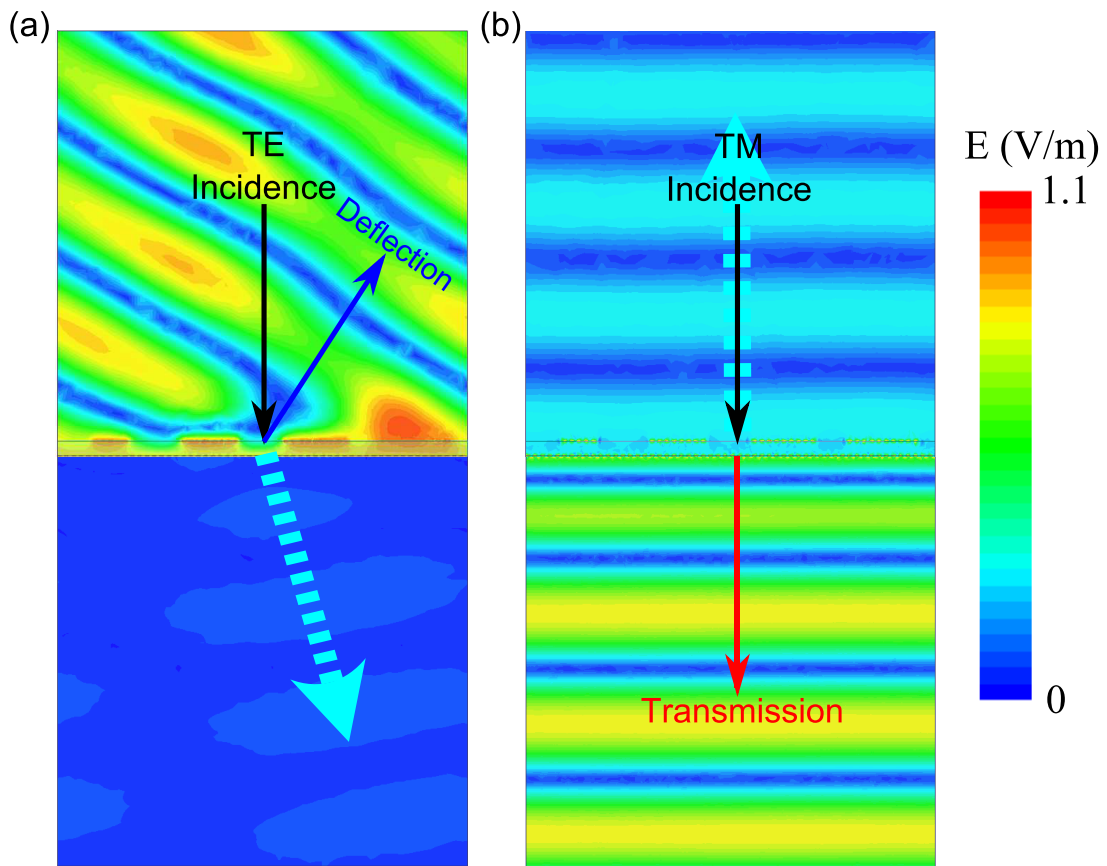 (a)
TE
Incidence
Deflection
(b)
TM
Incidence
Transmission
E (V/m)
1.1
0